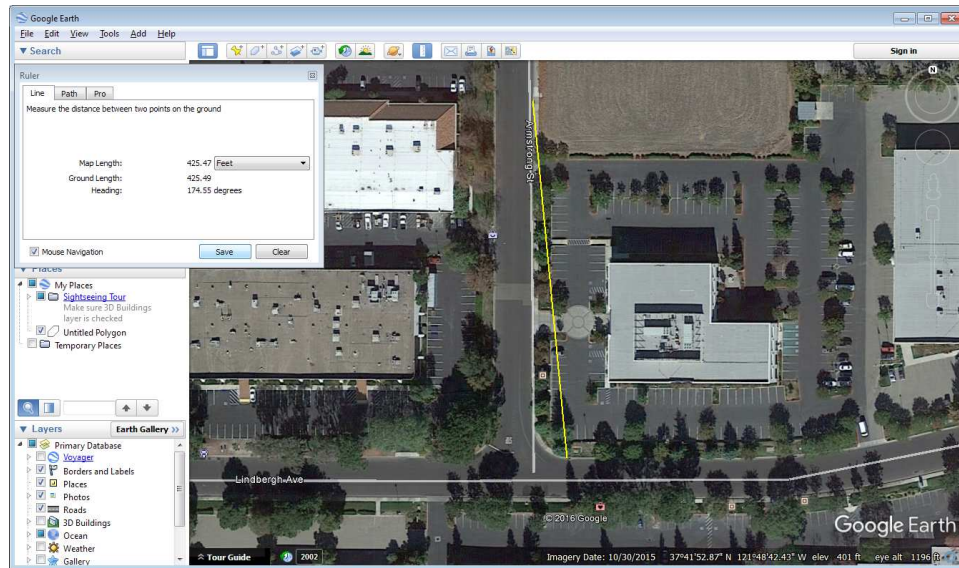 Google Earth
File Edit View Tools Add Help
▼ Search
Sign in
Ruler
Line Path Pro
Measure the distance between two points on the ground
Map Length: 425.47 Feet
Ground Length: 425.49
Heading: 174.55 degrees
Mouse Navigation Save Clear
▼ Places
My Places
Sightseeing Tour
Make sure 3D Buildings
layer is checked
Untitled Polygon
Temporary Places
▼ Layers Earth Gallery >>
Primary Database
Voyager
Borders and Labels
Places
Photos
Roads
3D Buildings
Ocean
Weather
Gallery
N
Armstrong St
Lindbergh Ave
© 2016 Google
Google Earth
Tour Guide 2002 Imagery Date: 10/30/2015 37°41'52.87" N 121°48'42.43" W elev 401 ft eye alt 1196 ft